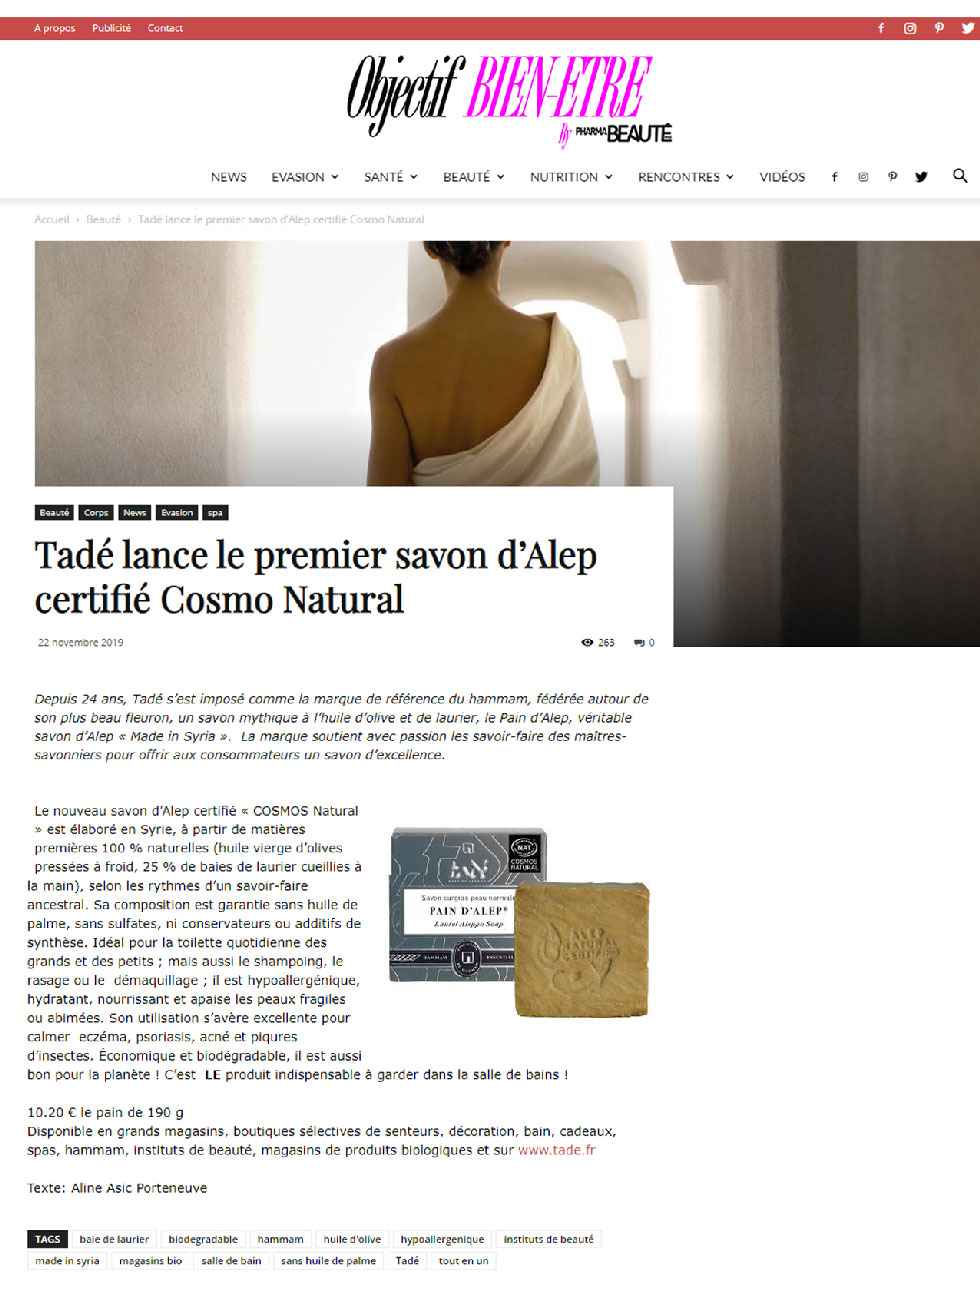 A propos Publicité Contact
Objectif BIEN-ETRE
By PHARMA BEAUTÉ
NEWS EVASION SANTÉ BEAUTÉ NUTRITION RENCONTRES VIDÉOS
Accueil › Beauté › Tadé lance le premier savon d'Alep certifié Cosmo Natural
Beauté Corps News Evasion spa
Tadé lance le premier savon d'Alep
certifié Cosmo Natural
22 novembre 2019 263 0
Depuis 24 ans, Tadé s'est imposé comme la marque de référence du hammam, fédérée autour de
son plus beau fleuron, un savon mythique à l'huile d'olive et de laurier, le Pain d'Alep, véritable
savon d'Alep « Made in Syria ». La marque soutient avec passion les savoir-faire des maîtres-
savonniers pour offrir aux consommateurs un savon d'excellence.
Le nouveau savon d'Alep certifié « COSMOS Natural
» est élaboré en Syrie, à partir de matières
premières 100 % naturelles (huile vierge d'olives
pressées à froid, 25 % de baies de laurier cueillies à
la main), selon les rythmes d'un savoir-faire
ancestral. Sa composition est garantie sans huile de
palme, sans sulfates, ni conservateurs ou additifs de
synthèse. Idéal pour la toilette quotidienne des
grands et des petits ; mais aussi le shampoing, le
rasage ou le démaquillage ; il est hypoallergénique,
hydratant, nourrissant et apaise les peaux fragiles
ou abimées. Son utilisation s'avère excellente pour
calmer eczéma, psoriasis, acné et piqures
d'insectes. Économique et biodégradable, il est aussi
bon pour la planète ! C'est LE produit indispensable à garder dans la salle de bains !
NAT
COSMOS
NATURAL
Savon surgras peau normale
PAIN D'ALEP®
Laurel Aleppo Soap
HAMMAM
ALEP
NATURAL
CERTIFIED
10.20 € le pain de 190 g
Disponible en grands magasins, boutiques sélectives de senteurs, décoration, bain, cadeaux,
spas, hammam, instituts de beauté, magasins de produits biologiques et sur www.tade.fr
Texte: Aline Asic Porteneuve
TAGS baie de laurier biodegradable hammam huile d'olive hypoallergenique instituts de beauté
made in syria magasins bio salle de bain sans huile de palme Tadé tout en un